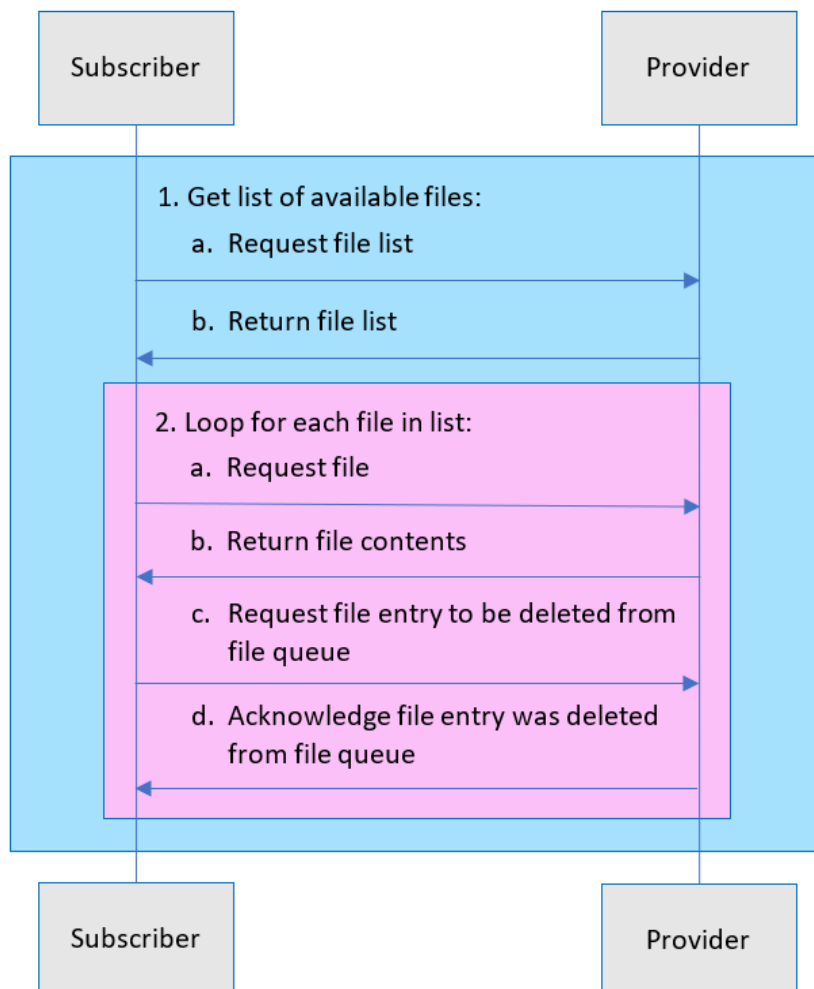 Subscriber
Provider
1. Get list of available files:
a. Request file list
b. Return file list
2. Loop for each file in list:
a. Request file
b. Return file contents
c. Request file entry to be deleted from
file queue
d. Acknowledge file entry was deleted
from file queue
Subscriber
Provider